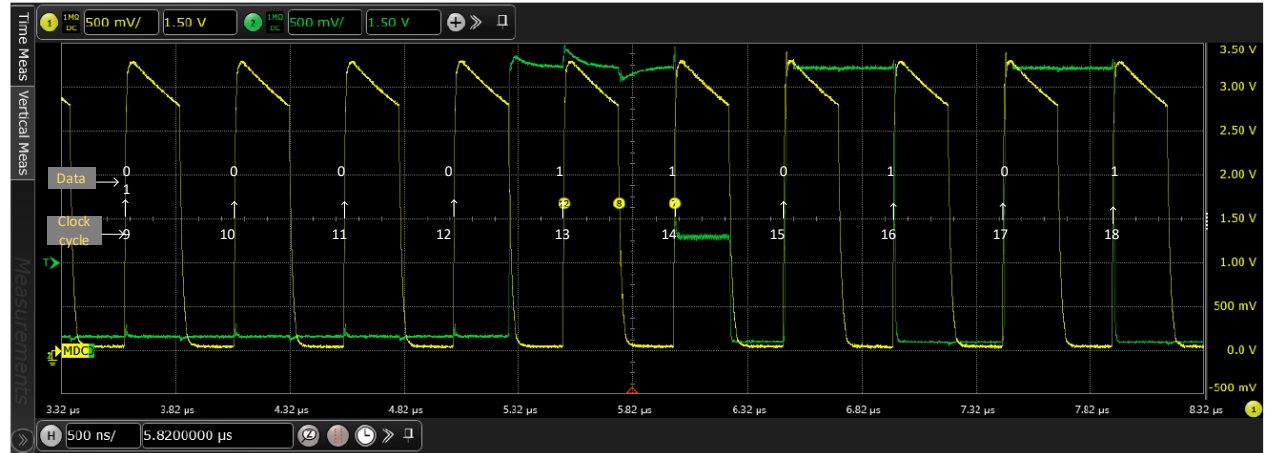 Time Meas
Vertical Meas
Measurements
1 1MΩ DC 500 mV/ 1.50 V 2 1MΩ DC 500 mV/ 1.50 V
3.50 V
3.00 V
2.50 V
2.00 V
1.50 V
1.00 V
500 mV
0.0 V
-500 mV
Data 0 0 0 0 1 1 0 1 0 1
1
8
Clock
cycle
9 10 11 12 13 14 15 16 17 18
T
MDC
3.32 µs 3.82 µs 4.32 µs 4.82 µs 5.32 µs 5.82 µs 6.32 µs 6.82 µs 7.32 µs 7.82 µs 8.32 µs 1
H 500 ns/ 5.8200000 µs